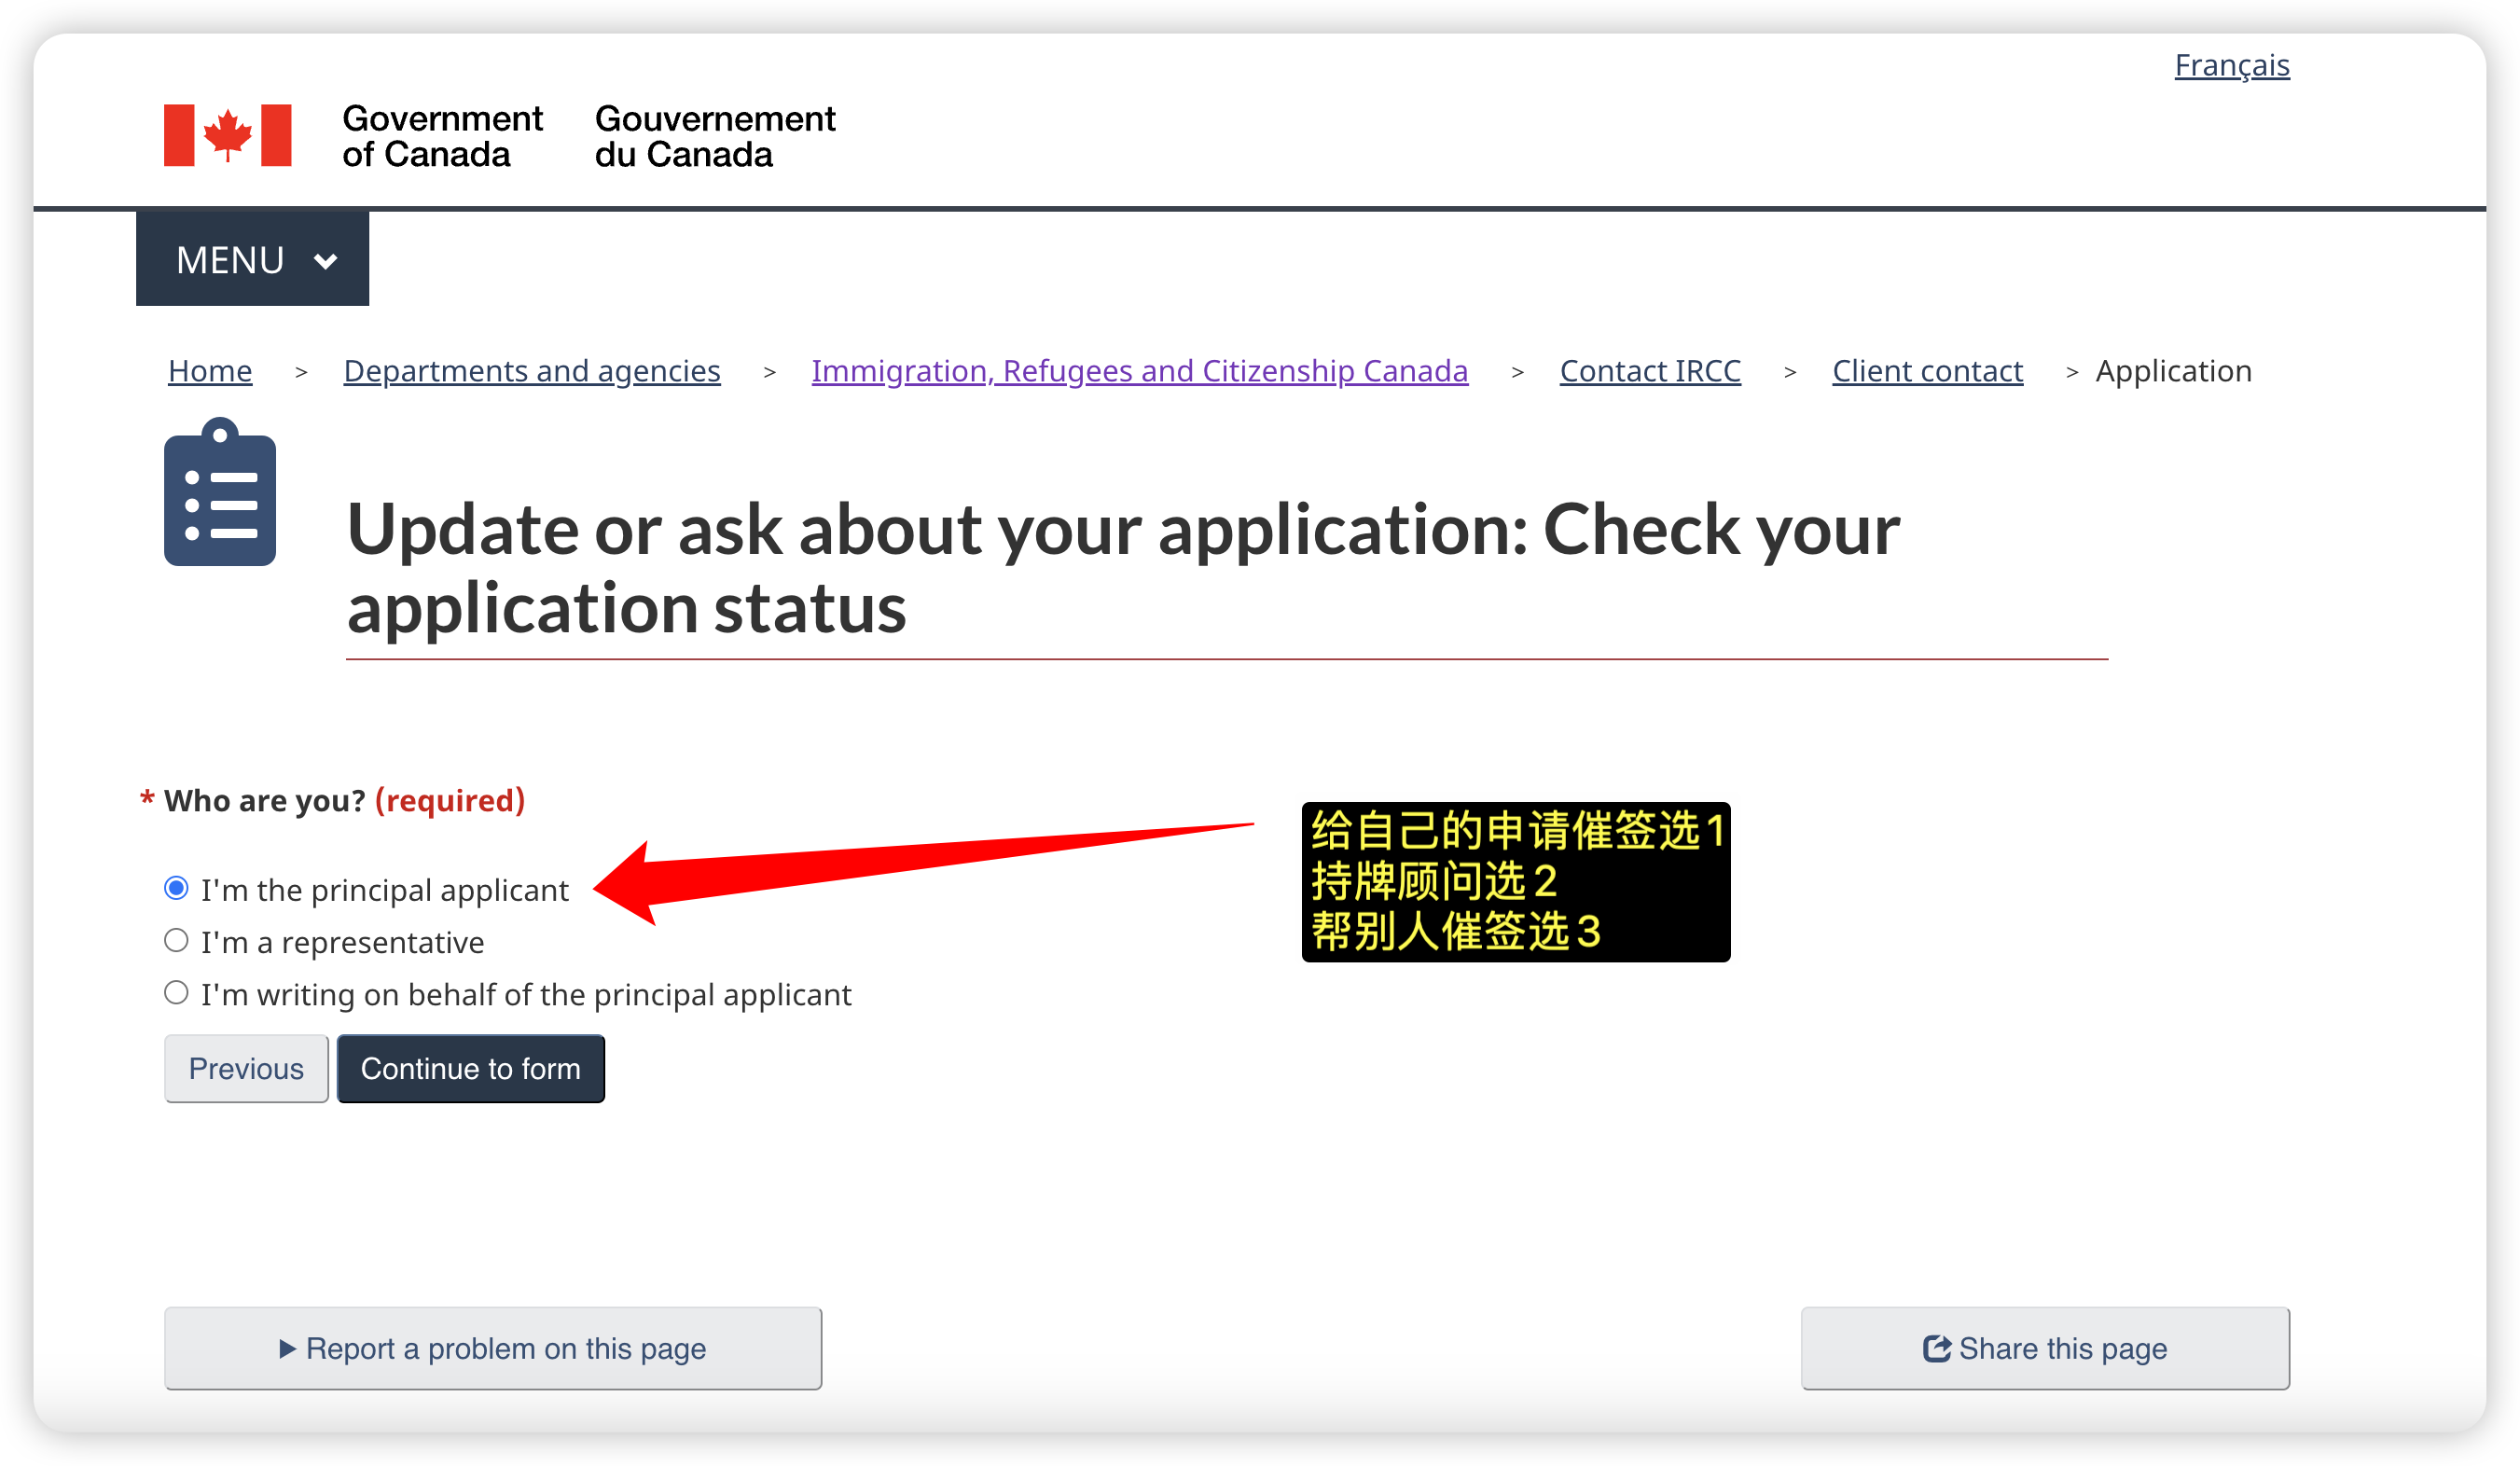 Français
Government of Canada
Gouvernement du Canada
MENU
Home > Departments and agencies > Immigration, Refugees and Citizenship Canada > Contact IRCC > Client contact > Application
Update or ask about your application: Check your
application status
* Who are you? (required)
I'm the principal applicant
I'm a representative
I'm writing on behalf of the principal applicant
给自己的申请催签选1
持牌顾问选2
帮别人催签选3
Previous
Continue to form
Report a problem on this page
Share this page